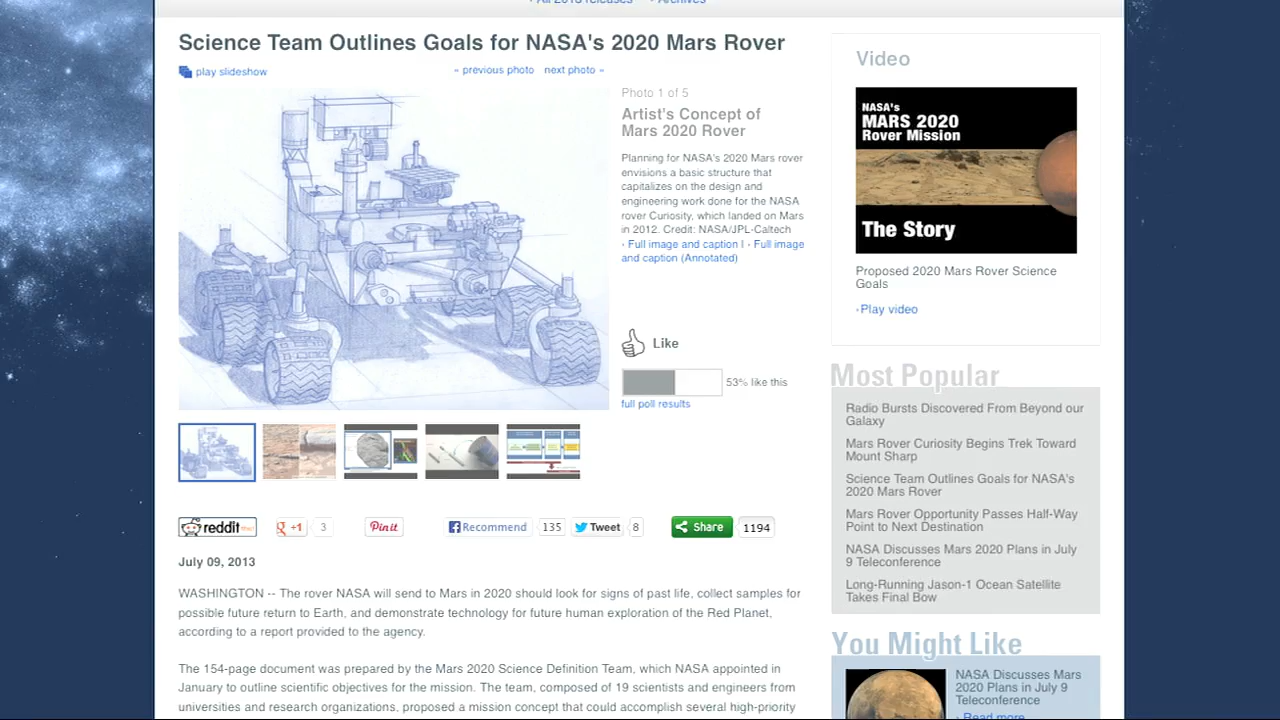 All 2013 releases
Archives
Science Team Outlines Goals for NASA's 2020 Mars Rover
play slideshow
« previous photo
next photo »
Photo 1 of 5
Artist's Concept of
Mars 2020 Rover
Planning for NASA's 2020 Mars rover
envisions a basic structure that
capitalizes on the design and
engineering work done for the NASA
rover Curiosity, which landed on Mars
in 2012. Credit: NASA/JPL-Caltech
› Full image and caption | › Full image
and caption (Annotated)
Like
53% like this
full poll results
reddit
g +1
3
Pin it
Recommend
135
Tweet
8
Share
1194
July 09, 2013
WASHINGTON -- The rover NASA will send to Mars in 2020 should look for signs of past life, collect samples for
possible future return to Earth, and demonstrate technology for future human exploration of the Red Planet,
according to a report provided to the agency.
The 154-page document was prepared by the Mars 2020 Science Definition Team, which NASA appointed in
January to outline scientific objectives for the mission. The team, composed of 19 scientists and engineers from
universities and research organizations, proposed a mission concept that could accomplish several high-priority
Video
NASA's
MARS 2020
Rover Mission
The Story
Proposed 2020 Mars Rover Science
Goals
›Play video
Most Popular
Radio Bursts Discovered From Beyond our
Galaxy
Mars Rover Curiosity Begins Trek Toward
Mount Sharp
Science Team Outlines Goals for NASA's
2020 Mars Rover
Mars Rover Opportunity Passes Half-Way
Point to Next Destination
NASA Discusses Mars 2020 Plans in July
9 Teleconference
Long-Running Jason-1 Ocean Satellite
Takes Final Bow
You Might Like
NASA Discusses Mars
2020 Plans in July 9
Teleconference
› Read more